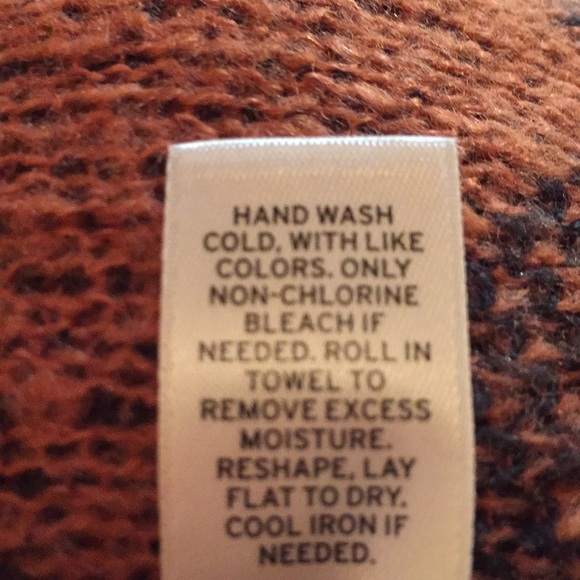 HAND WASH
COLD, WITH LIKE
COLORS. ONLY
NON-CHLORINE
BLEACH IF
NEEDED. ROLL IN
TOWEL TO
REMOVE EXCESS
MOISTURE.
RESHAPE, LAY
FLAT TO DRY.
COOL IRON IF
NEEDED.